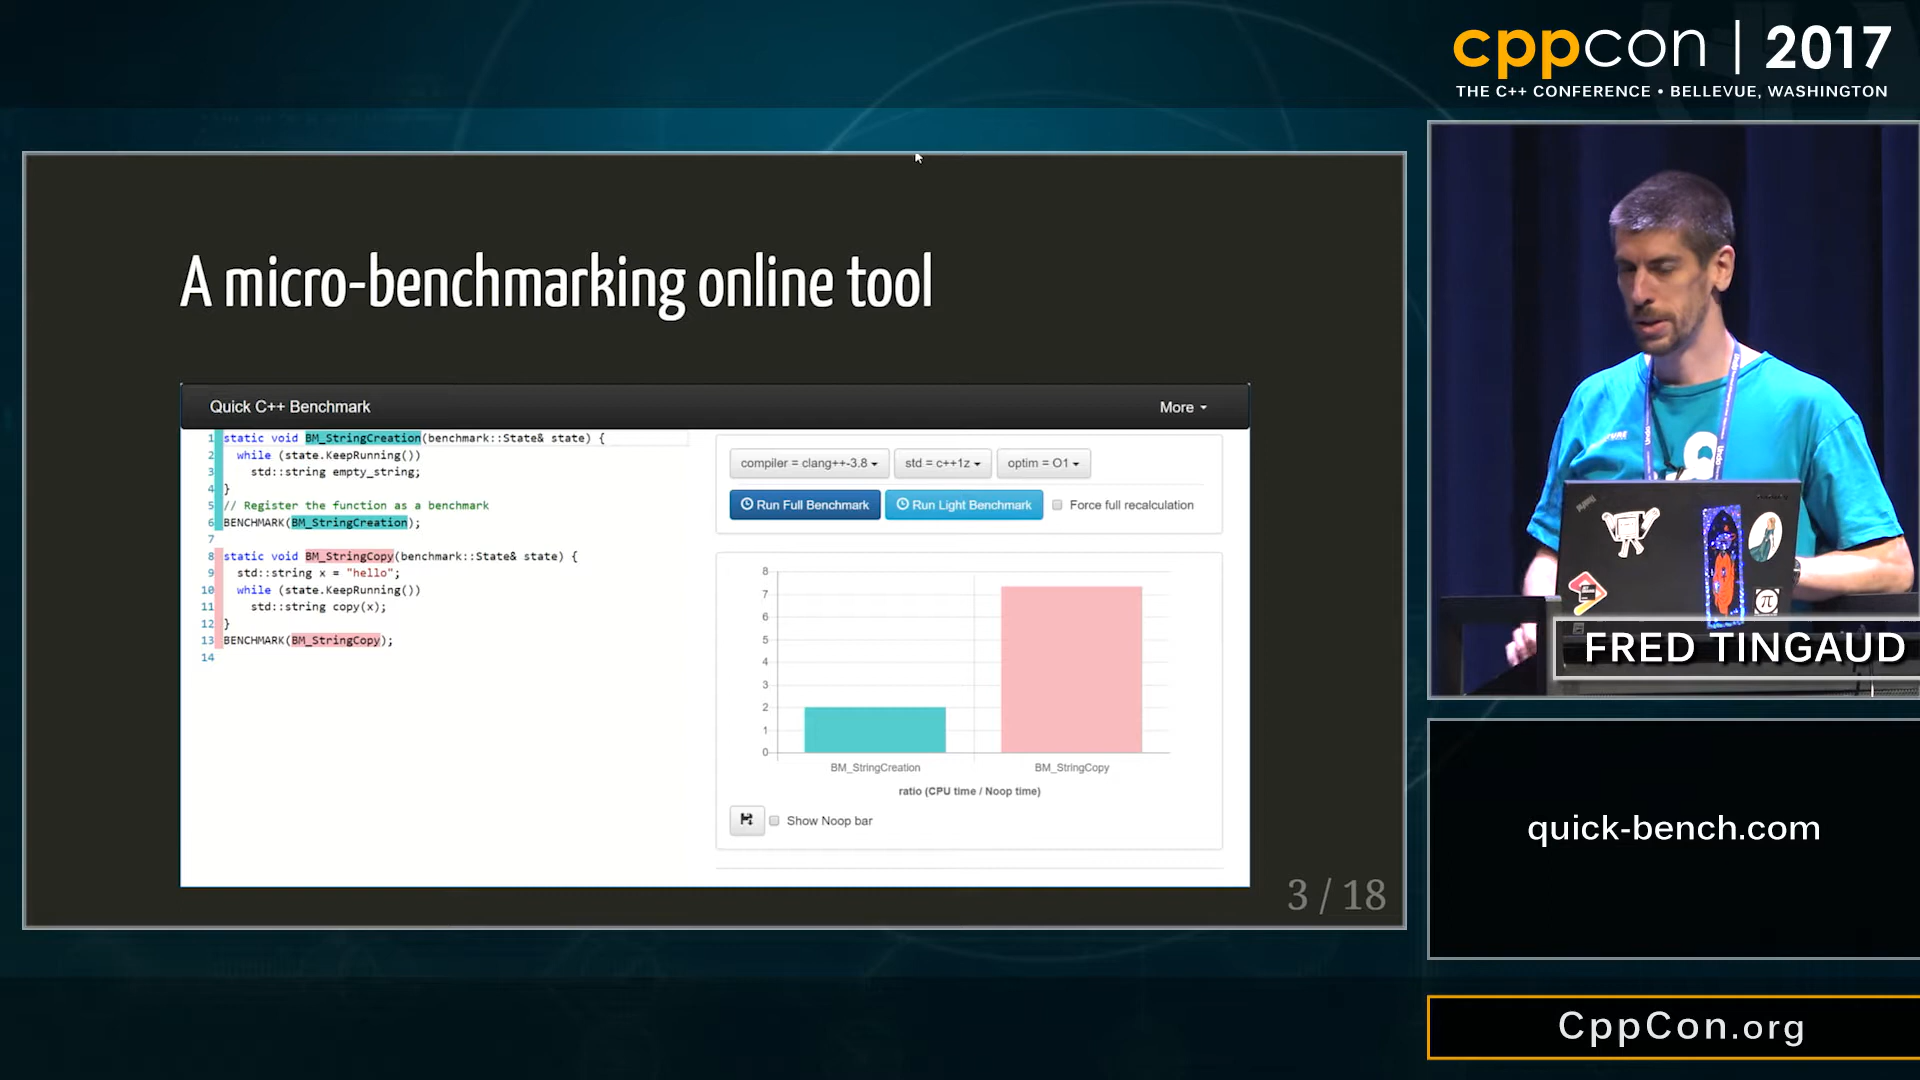 cppcon | 2017
THE C++ CONFERENCE • BELLEVUE, WASHINGTON
A micro-benchmarking online tool
Quick C++ Benchmark
More
1 static void BM_StringCreation(benchmark::State& state) {
2 while (state.KeepRunning())
3 std::string empty_string;
4 }
5 // Register the function as a benchmark
6 BENCHMARK(BM_StringCreation);
7
8 static void BM_StringCopy(benchmark::State& state) {
9 std::string x = "hello";
10 while (state.KeepRunning())
11 std::string copy(x);
12 }
13 BENCHMARK(BM_StringCopy);
14
compiler = clang++-3.8
std = c++1z
optim = O1
Run Full Benchmark
Run Light Benchmark
Force full recalculation
8
7
6
5
4
3
2
1
0
BM_StringCreation
BM_StringCopy
ratio (CPU time / Noop time)
Show Noop bar
3 / 18
π
FRED TINGAUD
quick-bench.com
CppCon.org